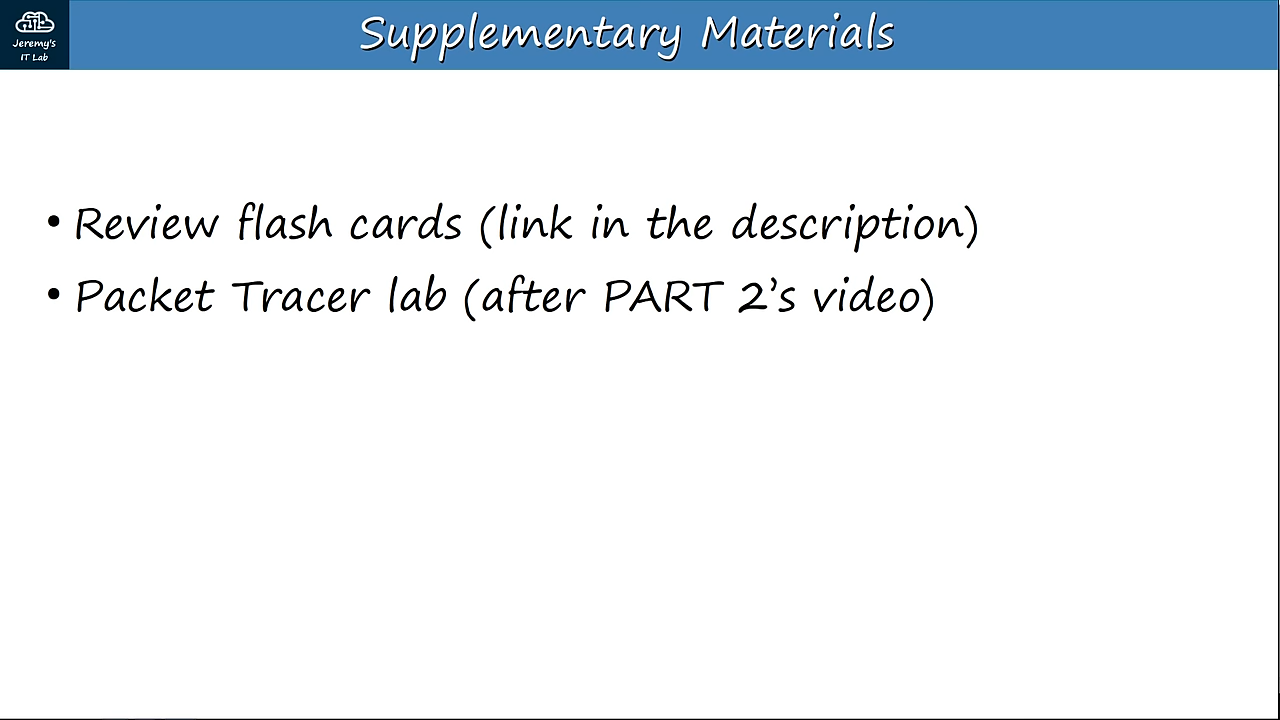 Jeremy's
IT Lab
Supplementary Materials
• Review flash cards (link in the description)
• Packet Tracer lab (after PART 2’s video)